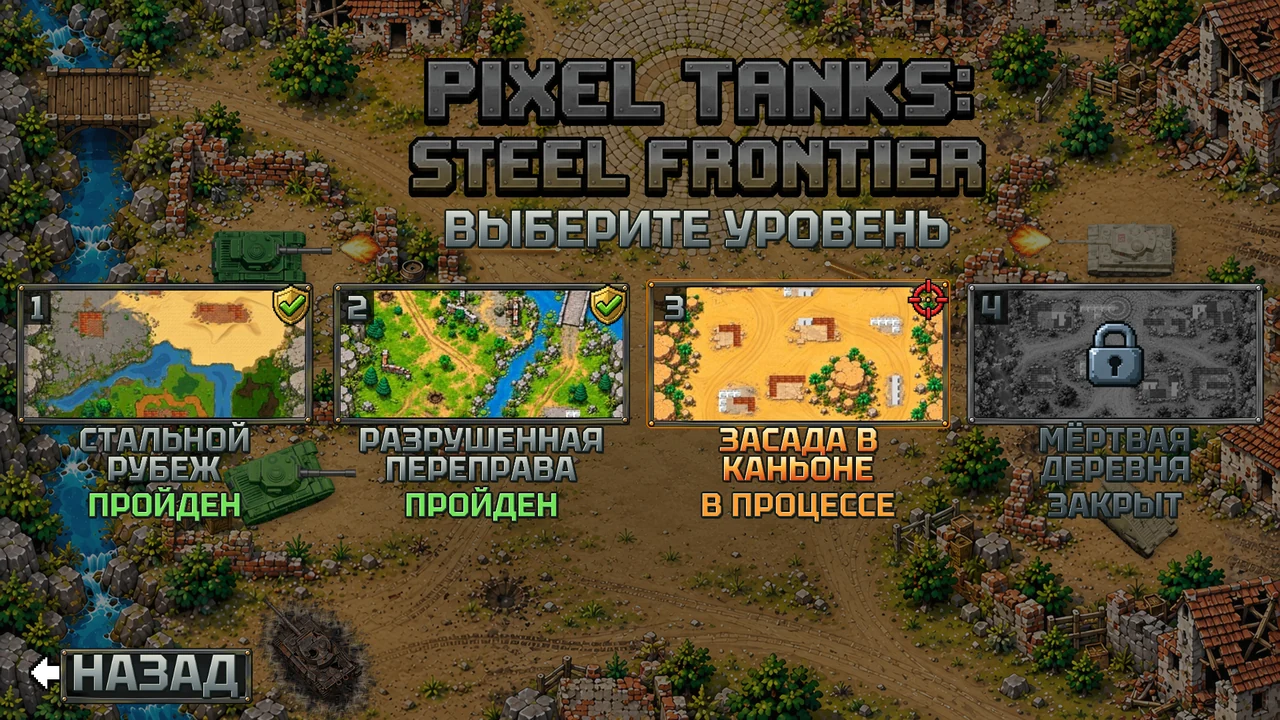 PIXEL TANKS:
STEEL FRONTIER
ВЫБЕРИТЕ УРОВЕНЬ
1
2
3
4
СТАЛЬНОЙ
РУБЕЖ
ПРОЙДЕН
РАЗРУШЕННАЯ
ПЕРЕПРАВА
ПРОЙДЕН
ЗАСАДА В
КАНЬОНЕ
В ПРОЦЕССЕ
МЁРТВАЯ
ДЕРЕВНЯ
ЗАКРЫТ
НАЗАД